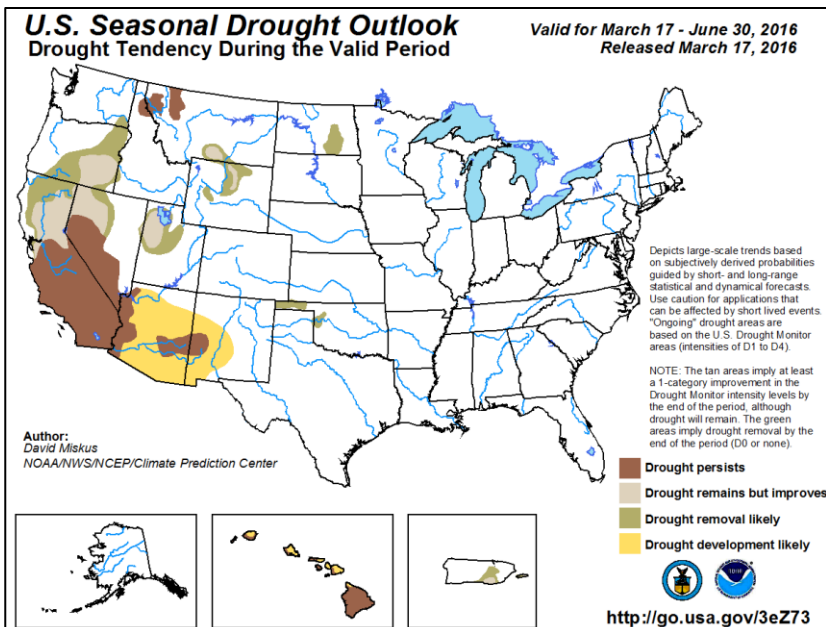 U.S. Seasonal Drought Outlook
Drought Tendency During the Valid Period
Valid for March 17 - June 30, 2016
Released March 17, 2016
Depicts large-scale trends based
on subjectively derived probabilities
guided by short- and long-range
statistical and dynamical forecasts.
Use caution for applications that
can be affected by short lived events.
"Ongoing" drought areas are
based on the U.S. Drought Monitor
areas (intensities of D1 to D4).
NOTE: The tan areas imply at least
a 1-category improvement in the
Drought Monitor intensity levels by
the end of the period, although
drought will remain. The green
areas imply drought removal by the
end of the period (D0 or none).
Author:
David Miskus
NOAA/NWS/NCEP/Climate Prediction Center
Drought persists
Drought remains but improves
Drought removal likely
Drought development likely
http://go.usa.gov/3eZ73